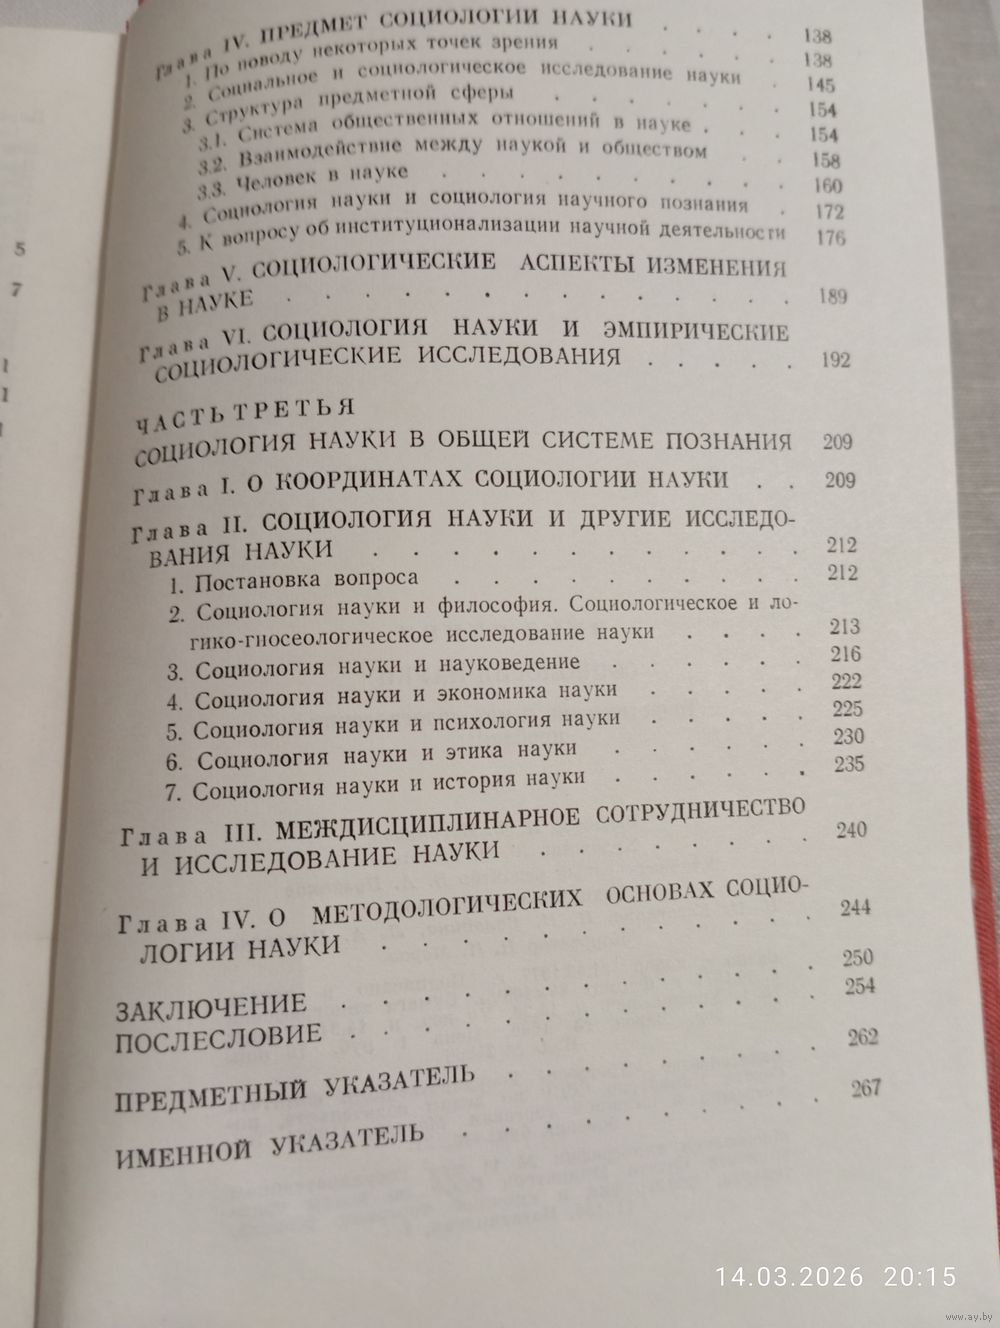 Глава IV. ПРЕДМЕТ СОЦИОЛОГИИ НАУКИ . . . . 138
1. По поводу некоторых точек зрения . . . . . 138
2. Социальное и социологическое исследование науки . 145
3. Структура предметной сферы . . . . . . 154
3.1. Система общественных отношений в науке . . . 154
3.2. Взаимодействие между наукой и обществом . . 158
3.3. Человек в науке . . . . . . . . 160
4. Социология науки и социология научного познания . 172
5. К вопросу об институционализации научной деятельности 176
Глава V. СОЦИОЛОГИЧЕСКИЕ АСПЕКТЫ ИЗМЕНЕНИЯ
В НАУКЕ . . . . . . . . . . . . . 189
Глава VI. СОЦИОЛОГИЯ НАУКИ И ЭМПИРИЧЕСКИЕ
СОЦИОЛОГИЧЕСКИЕ ИССЛЕДОВАНИЯ . . . . . 192
ЧАСТЬ ТРЕТЬЯ
СОЦИОЛОГИЯ НАУКИ В ОБЩЕЙ СИСТЕМЕ ПОЗНАНИЯ 209
Глава I. О КООРДИНАТАХ СОЦИОЛОГИИ НАУКИ . . 209
Глава II. СОЦИОЛОГИЯ НАУКИ И ДРУГИЕ ИССЛЕДО-
ВАНИЯ НАУКИ . . . . . . . . . . . . 212
1. Постановка вопроса . . . . . . . . . . 212
2. Социология науки и философия. Социологическое и ло-
гико-гносеологическое исследование науки . . . . 213
3. Социология науки и науковедение . . . . . . 216
4. Социология науки и экономика науки . . . . . 222
5. Социология науки и психология науки . . . . . 225
6. Социология науки и этика науки . . . . . . 230
7. Социология науки и история науки . . . . . . 235
Глава III. МЕЖДИСЦИПЛИНАРНОЕ СОТРУДНИЧЕСТВО
И ИССЛЕДОВАНИЕ НАУКИ . . . . . . . . 240
Глава IV. О МЕТОДОЛОГИЧЕСКИХ ОСНОВАХ СОЦИО-
ЛОГИИ НАУКИ . . . . . . . . . . . . 244
ЗАКЛЮЧЕНИЕ . . . . . . . . . . . . . 250
ПОСЛЕСЛОВИЕ . . . . . . . . . . . . . 254
ПРЕДМЕТНЫЙ УКАЗАТЕЛЬ . . . . . . . . . 262
ИМЕННОЙ УКАЗАТЕЛЬ . . . . . . . . . . 267
5
7
1
1
14.03.2026 20:15
www.ay.by